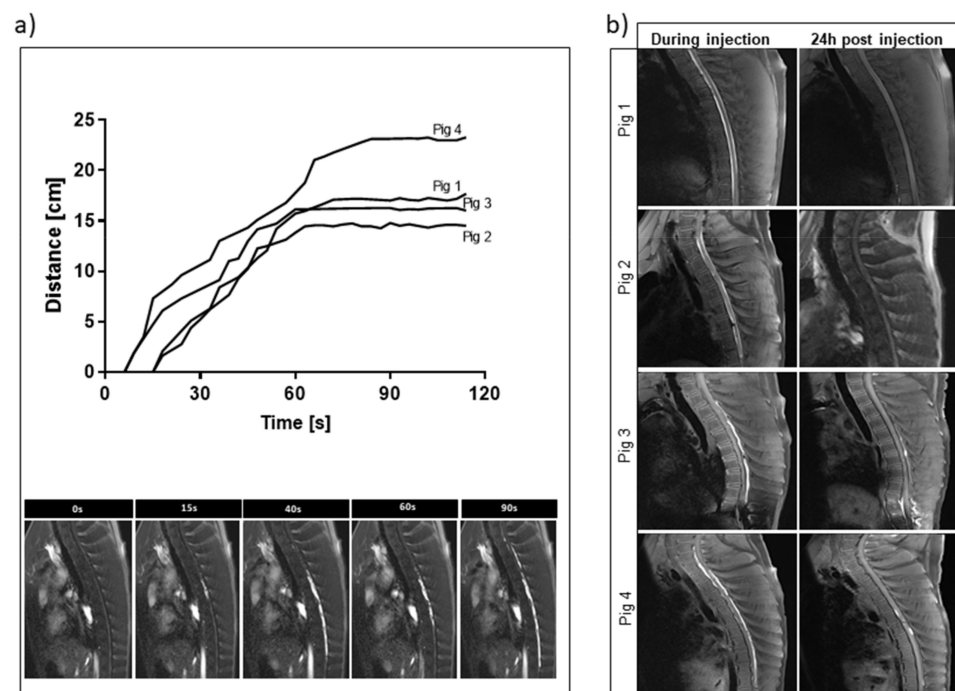 a)
25
20
15
10
5
0
Distance [cm]
Pig 4
Pig 1
Pig 3
Pig 2
0 30 60 90 120
Time [s]
0s 15s 40s 60s 90s
b)
During injection 24h post injection
Pig 1
Pig 2
Pig 3
Pig 4